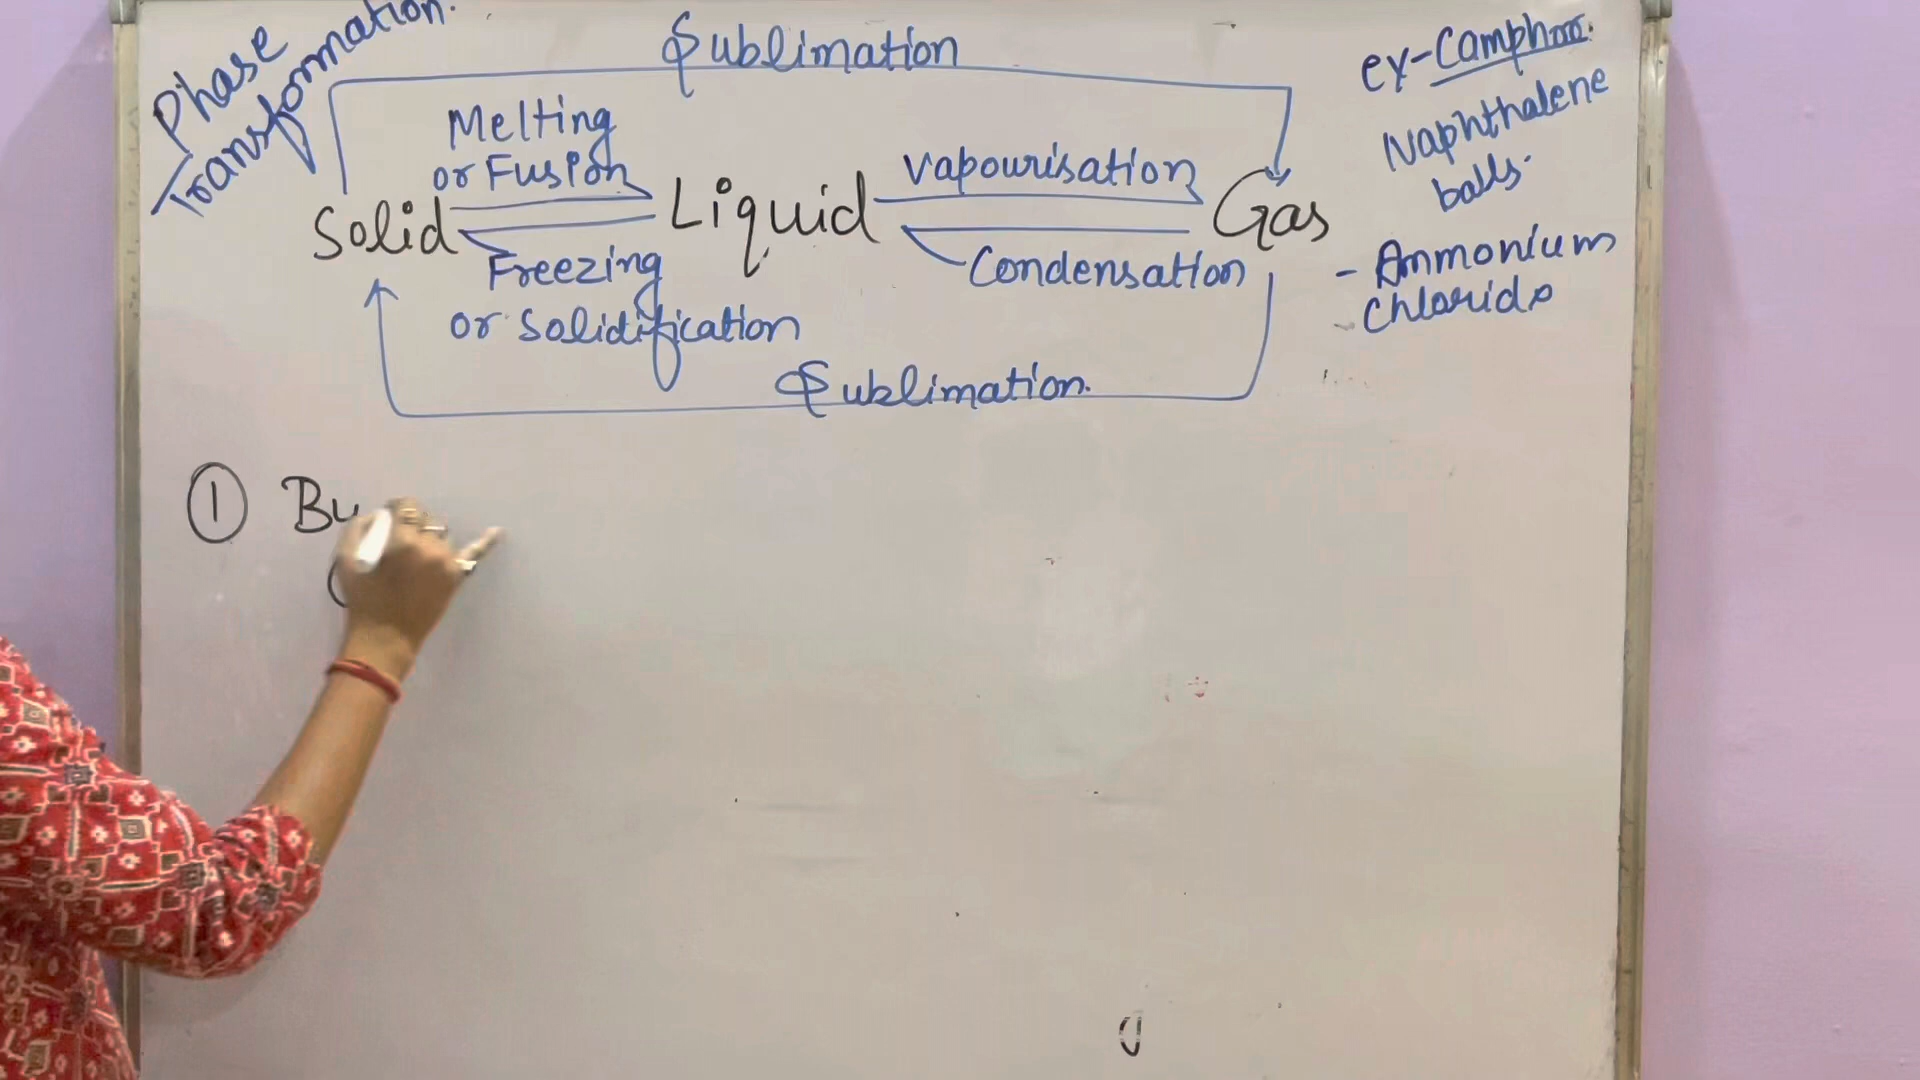 Phase
Transformation.
Sublimation
Melting
or Fusion
Vapourisation
Solid
Liquid
Gas
Freezing
or Solidification
Condensation
Sublimation.
ex-Camphor.
Naphthalene
balls.
- Ammonium
Chloride
① By